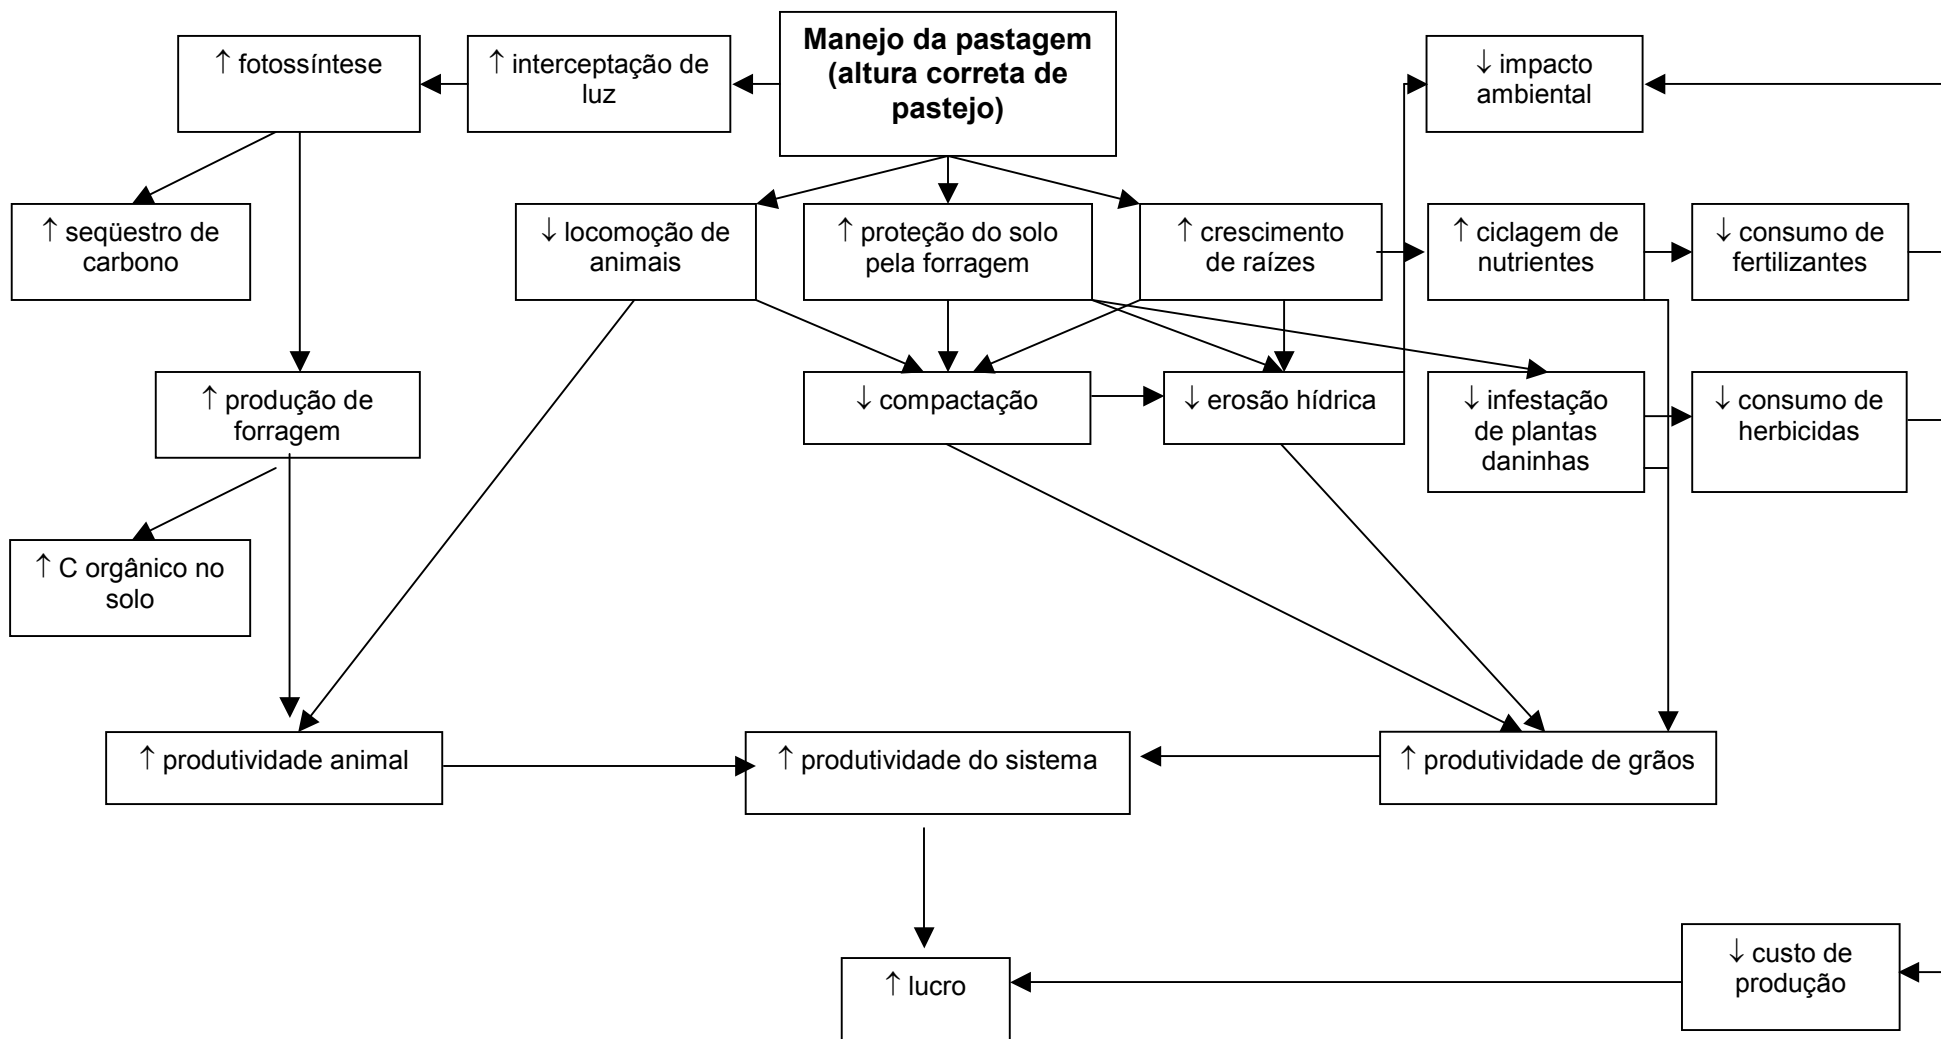 Manejo da pastagem
(altura correta de
pastejo)
↑ fotossíntese
↑ interceptação de
luz
↓ impacto
ambiental
↑ seqüestro de
carbono
↓ locomoção de
animais
↑ proteção do solo
pela forragem
↑ crescimento
de raízes
↑ ciclagem de
nutrientes
↓ consumo de
fertilizantes
↑ produção de
forragem
↓ compactação
↓ erosão hídrica
↓ infestação
de plantas
daninhas
↓ consumo de
herbicidas
↑ C orgânico no
solo
↑ produtividade animal
↑ produtividade do sistema
↑ produtividade de grãos
↑ lucro
↓ custo de
produção